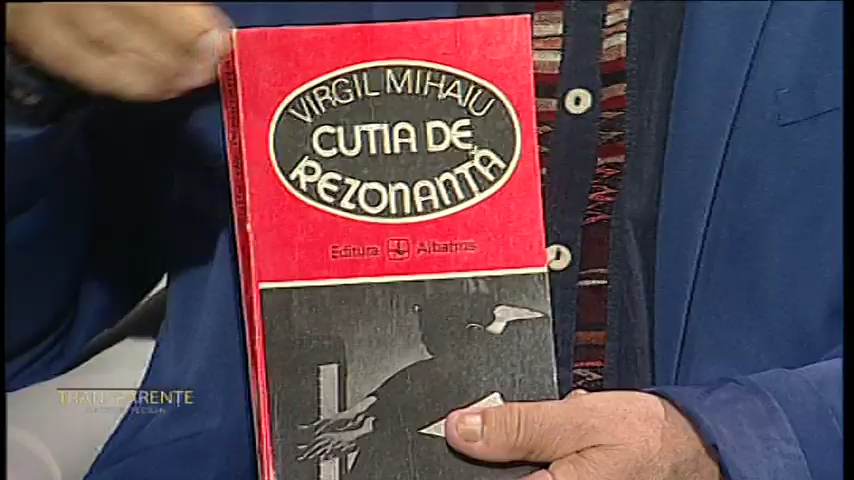 VIRGIL MIHAIU
CUTIA DE
REZONANȚĂ
Editura Albatros
TRANSPARENTE